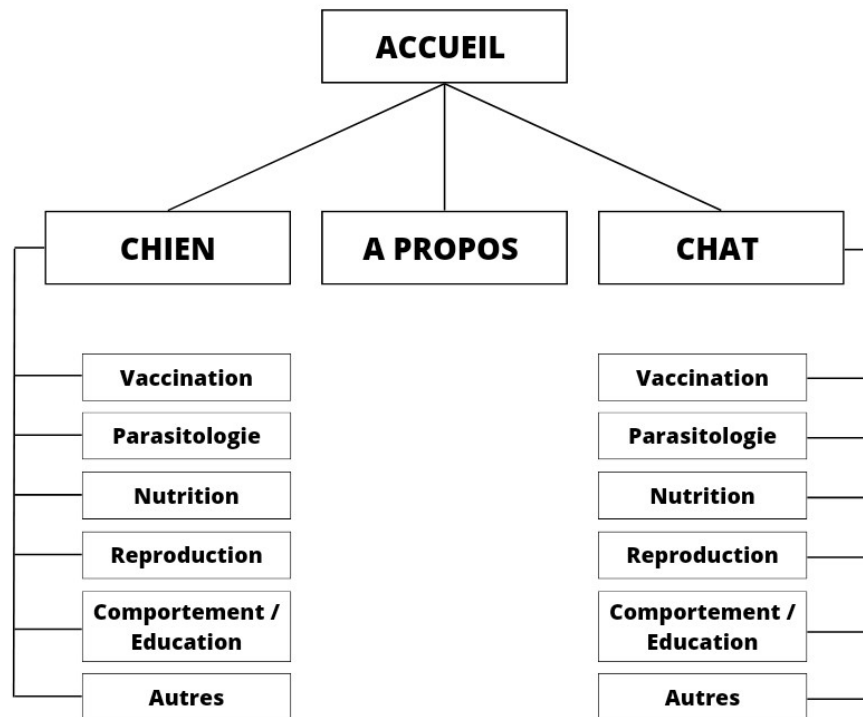 ACCUEIL
CHIEN
A PROPOS
CHAT
Vaccination
Parasitologie
Nutrition
Reproduction
Comportement /
Education
Autres
Vaccination
Parasitologie
Nutrition
Reproduction
Comportement /
Education
Autres